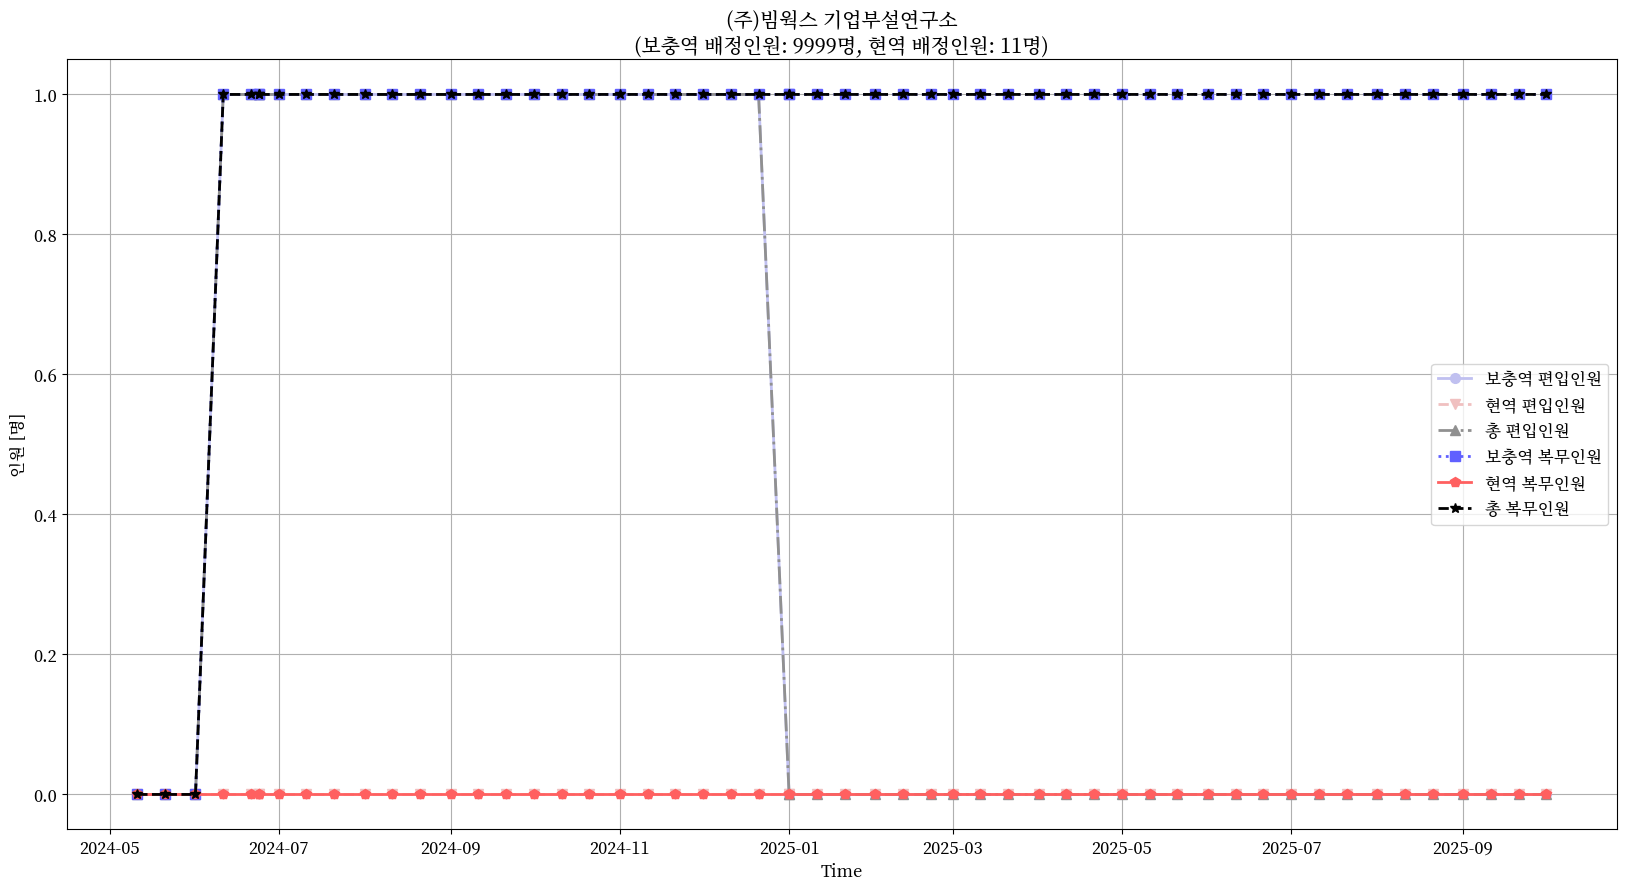 (주)빔웍스 기업부설연구소
(보충역 배정인원: 9999명, 현역 배정인원: 11명)
인원 [명]
1.0
0.8
0.6
0.4
0.2
0.0
보충역 편입인원
현역 편입인원
총 편입인원
보충역 복무인원
현역 복무인원
총 복무인원
2024-05
2024-07
2024-09
2024-11
2025-01
2025-03
2025-05
2025-07
2025-09
Time